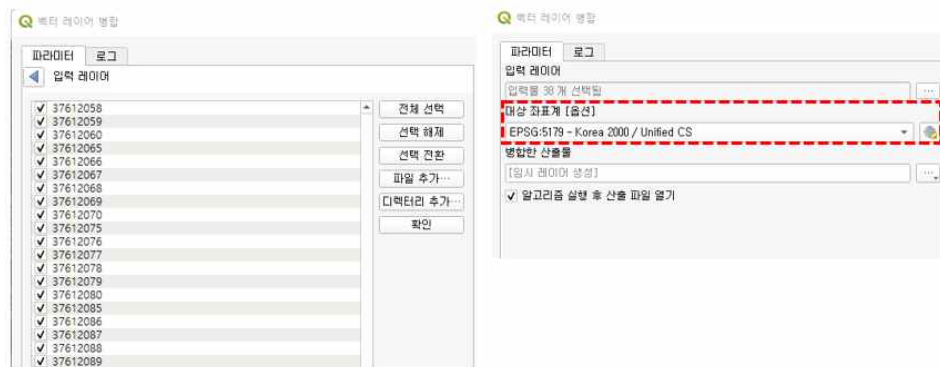 벡터 레이어 병합
파라미터 로그
입력 레이어
37612058
37612059
37612060
37612065
37612066
37612067
37612068
37612069
37612070
37612075
37612076
37612077
37612078
37612079
37612080
37612085
37612086
37612087
37612088
37612089
전체 선택
선택 해제
선택 전환
파일 추가…
디렉터리 추가…
확인
벡터 레이어 병합
파라미터 로그
입력 레이어
입력물 38 개 선택됨
…
대상 좌표계 [옵션]
EPSG:5179 - Korea 2000 / Unified CS
병합한 산출물
[임시 레이어 생성]
…
알고리즘 실행 후 산출 파일 열기